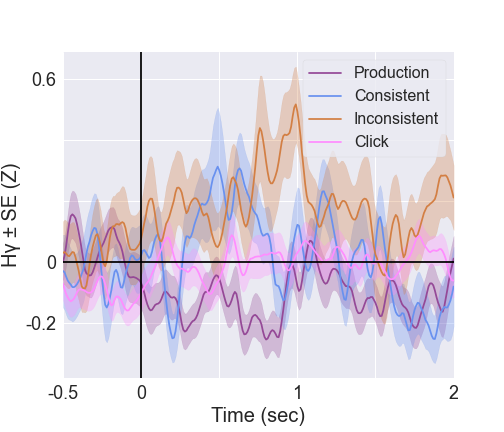 Production
Consistent
Inconsistent
Click
Hγ ± SE (Z)
0.6
0
-0.2
-0.5 0 1 2
Time (sec)